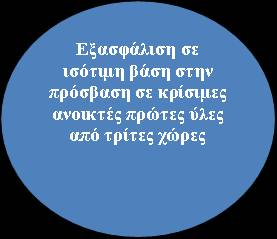 Εξασφάλιση σε
ισότιμη βάση στην
πρόσβαση σε κρίσιμες
ανοικτές πρώτες ύλες
από τρίτες χώρες